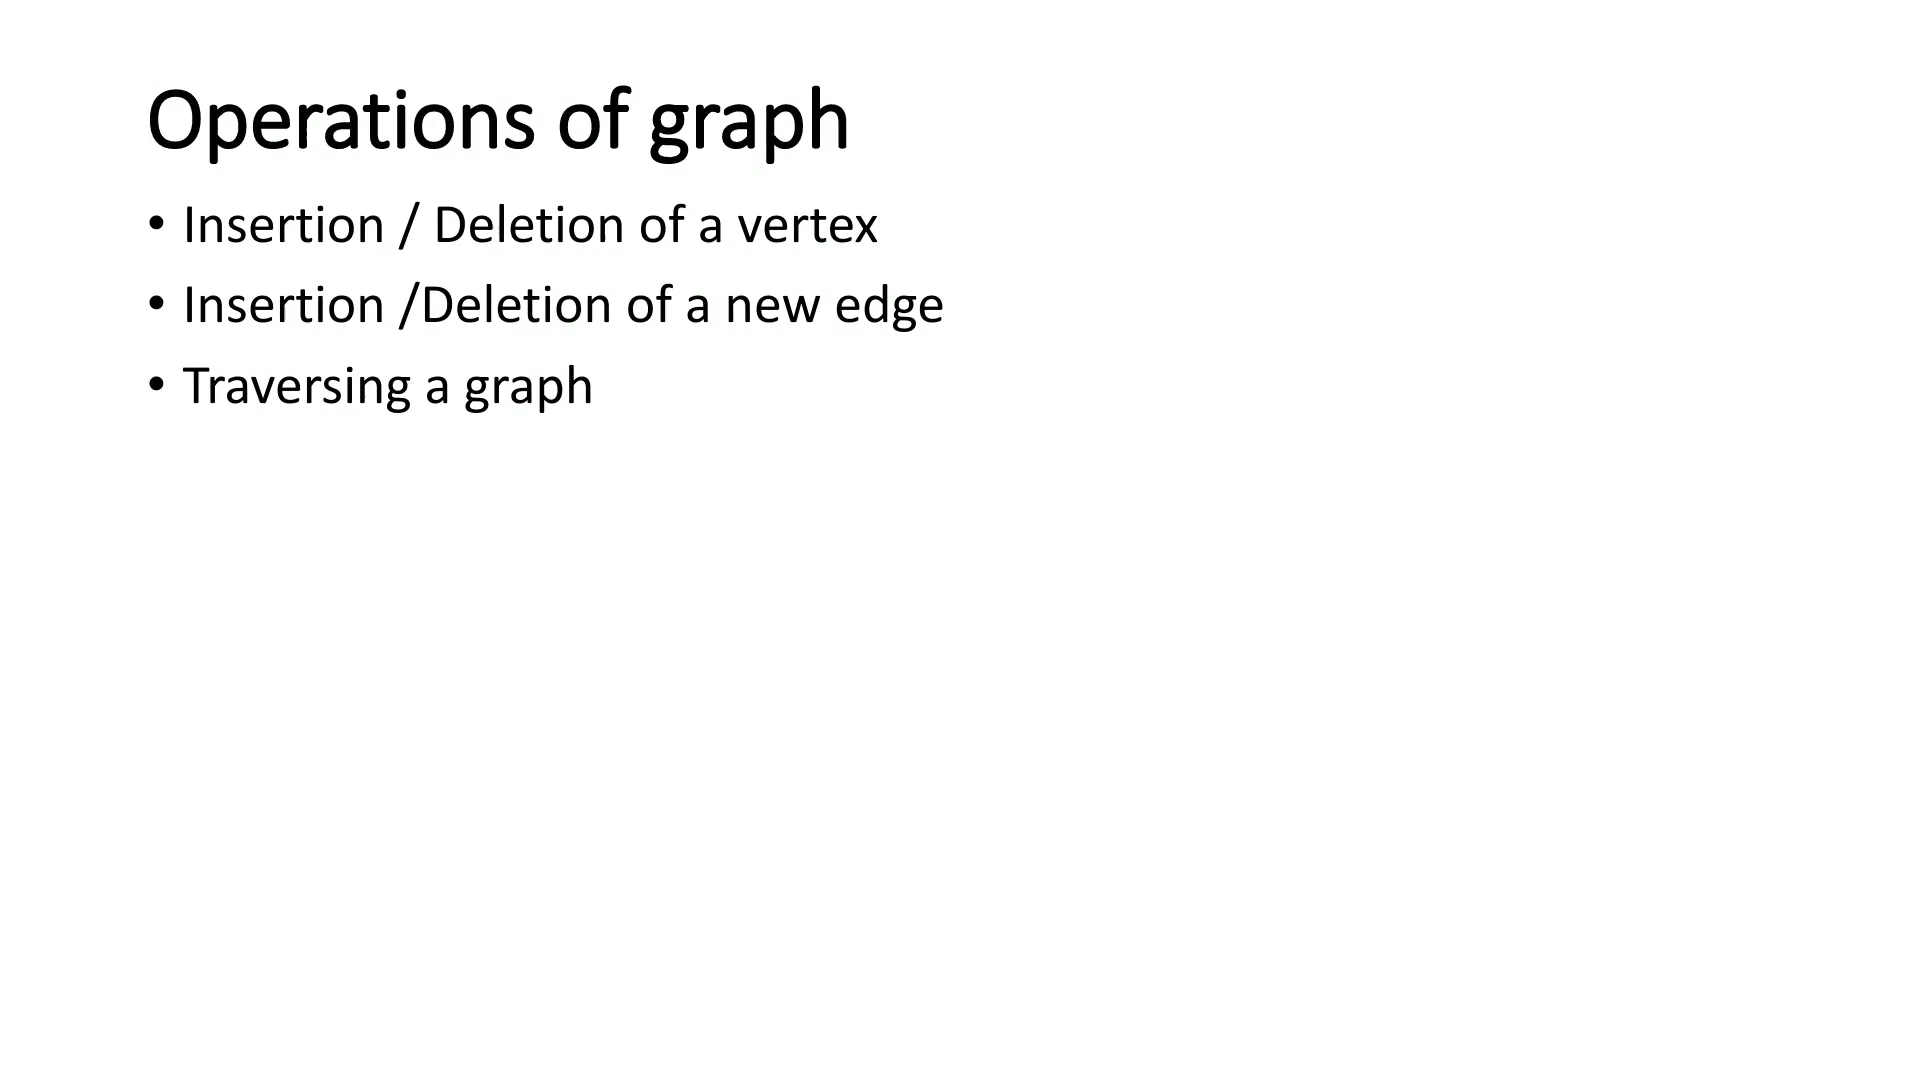 Operations of graph
• Insertion / Deletion of a vertex
• Insertion /Deletion of a new edge
• Traversing a graph